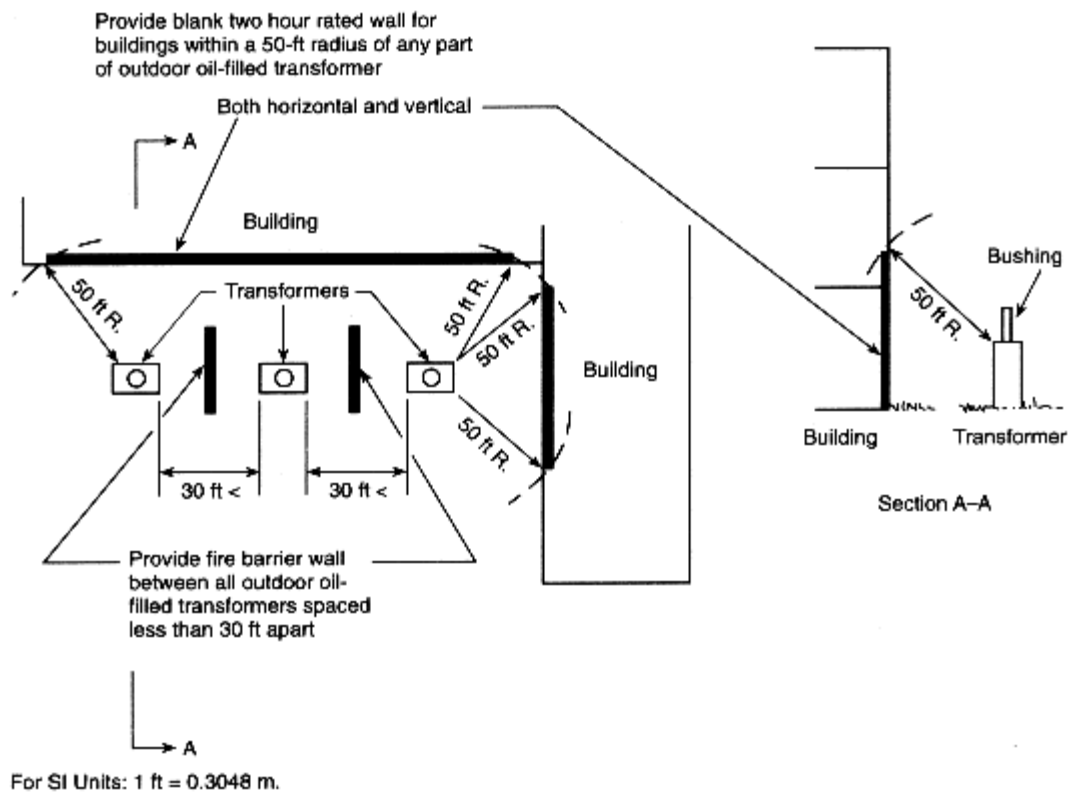 Provide blank two hour rated wall for
buildings within a 50-ft radius of any part
of outdoor oil-filled transformer
Both horizontal and vertical
A
Building
Bushing
50 ft R.
Transformers
50 ft R.
50 ft R.
50 ft R.
Building
50 ft R.
Building
Transformer
30 ft <
30 ft <
Section A–A
Provide fire barrier wall
between all outdoor oil-
filled transformers spaced
less than 30 ft apart
A
For SI Units: 1 ft = 0.3048 m.